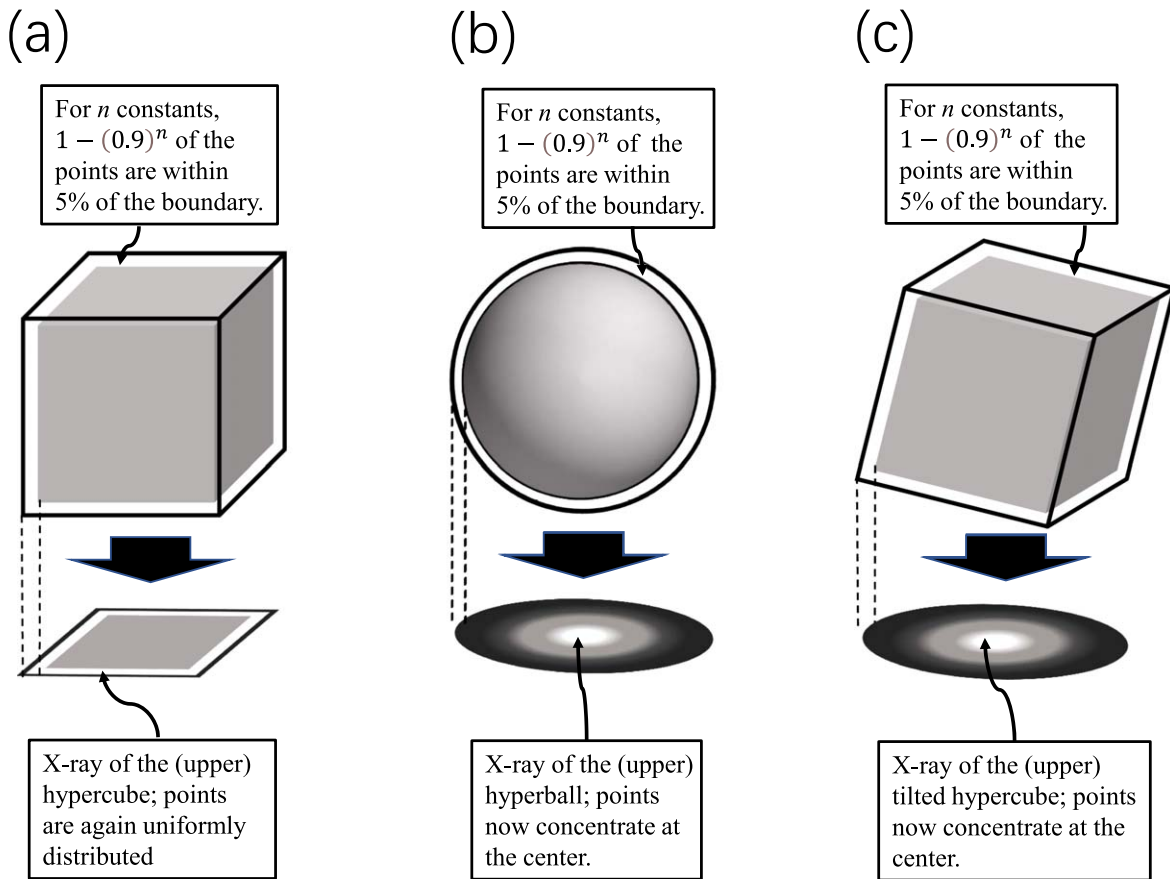 (a)
(b)
(c)
For n constants,
1 − (0.9)ⁿ of the
points are within
5% of the boundary.
For n constants,
1 − (0.9)ⁿ of the
points are within
5% of the boundary.
For n constants,
1 − (0.9)ⁿ of the
points are within
5% of the boundary.
X-ray of the (upper)
hypercube; points
are again uniformly
distributed
X-ray of the (upper)
hyperball; points
now concentrate at
the center.
X-ray of the (upper)
tilted hypercube; points
now concentrate at the
center.